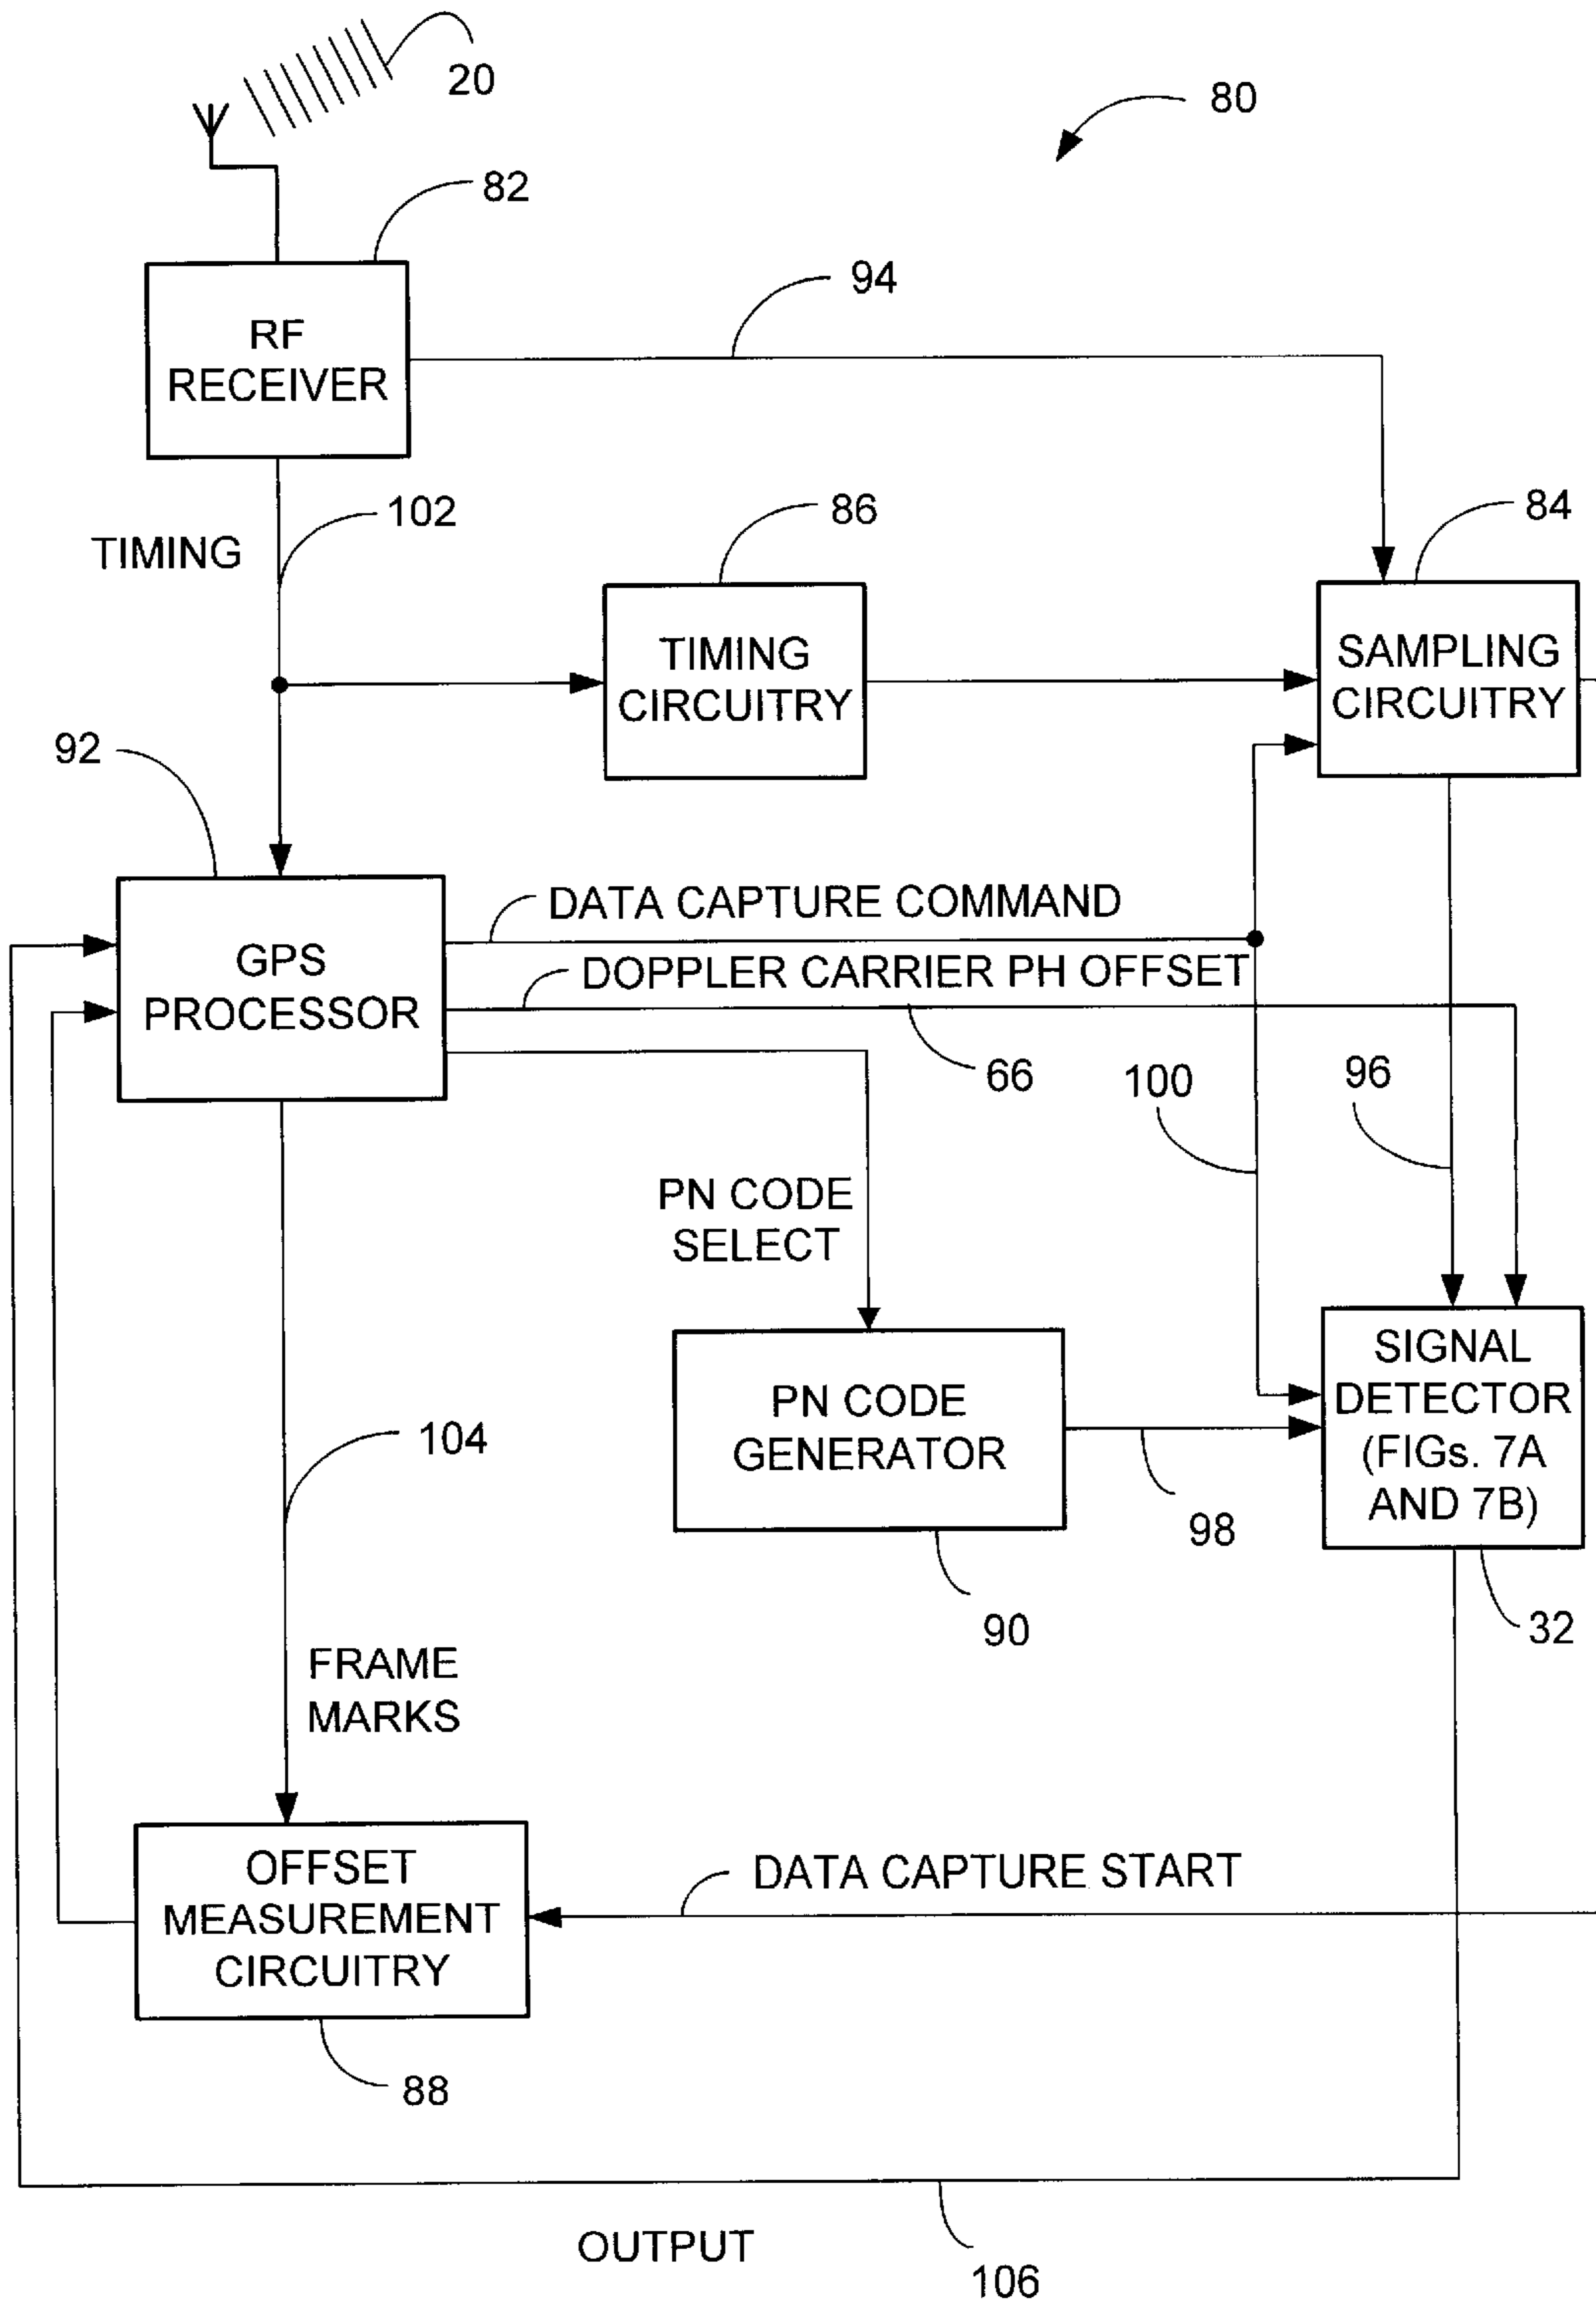 20
80
82
94
RF
RECEIVER
102
86
84
TIMING
TIMING
CIRCUITRY
SAMPLING
CIRCUITRY
92
DATA CAPTURE COMMAND
GPS
PROCESSOR
DOPPLER CARRIER PH OFFSET
66
100
96
PN CODE
SELECT
SIGNAL
DETECTOR
(FIGs. 7A
AND 7B)
PN CODE
GENERATOR
104
98
90
32
FRAME
MARKS
OFFSET
MEASUREMENT
CIRCUITRY
DATA CAPTURE START
88
OUTPUT
106